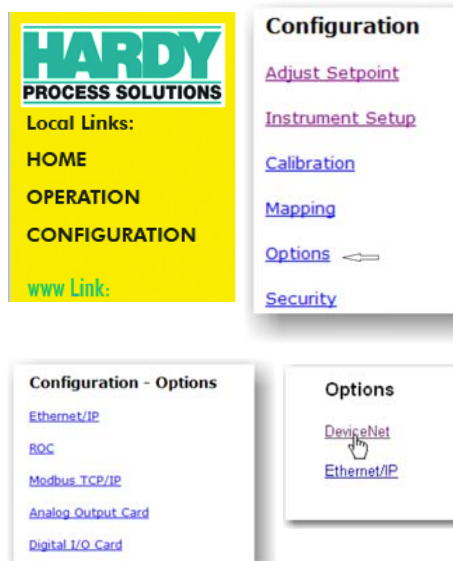 HARDY
PROCESS SOLUTIONS
Local Links:
HOME
OPERATION
CONFIGURATION
www Link:
Configuration
Adjust Setpoint
Instrument Setup
Calibration
Mapping
Options
Security
Configuration - Options
Ethernet/IP
ROC
Modbus TCP/IP
Analog Output Card
Digital I/O Card
Options
DeviceNet
Ethernet/IP